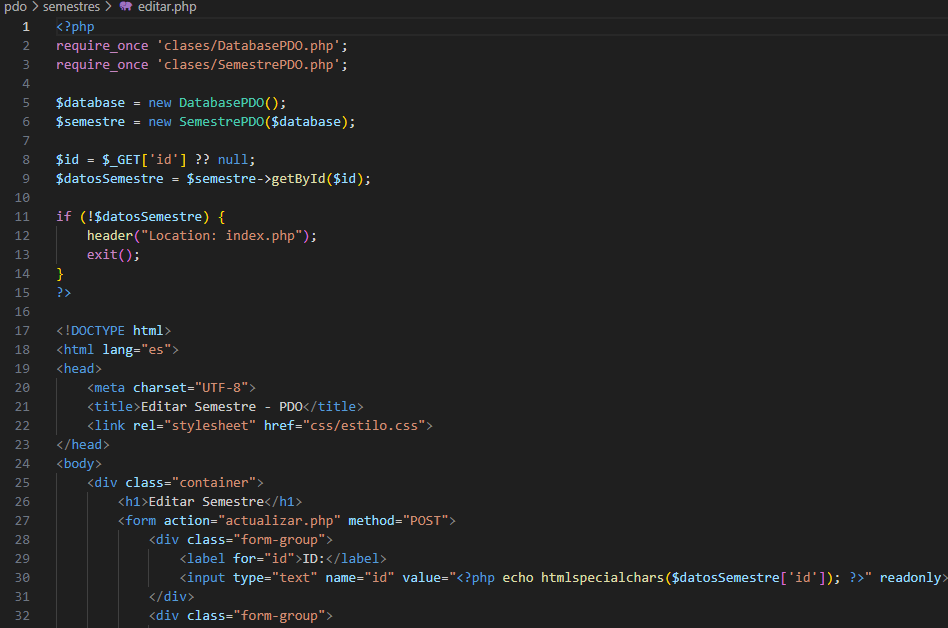 pdo > semestres > editar.php
1 <?php
2 require_once 'clases/DatabasePDO.php';
3 require_once 'clases/SemestrePDO.php';
4
5 $database = new DatabasePDO();
6 $semestre = new SemestrePDO($database);
7
8 $id = $_GET['id'] ?? null;
9 $datosSemestre = $semestre->getById($id);
10
11 if (!$datosSemestre) {
12     header("Location: index.php");
13     exit();
14 }
15 ?>
16
17 <!DOCTYPE html>
18 <html lang="es">
19 <head>
20     <meta charset="UTF-8">
21     <title>Editar Semestre - PDO</title>
22     <link rel="stylesheet" href="css/estilo.css">
23 </head>
24 <body>
25     <div class="container">
26         <h1>Editar Semestre</h1>
27         <form action="actualizar.php" method="POST">
28             <div class="form-group">
29                 <label for="id">ID:</label>
30                 <input type="text" name="id" value="<?php echo htmlspecialchars($datosSemestre['id']); ?>" readonly>
31             </div>
32             <div class="form-group">